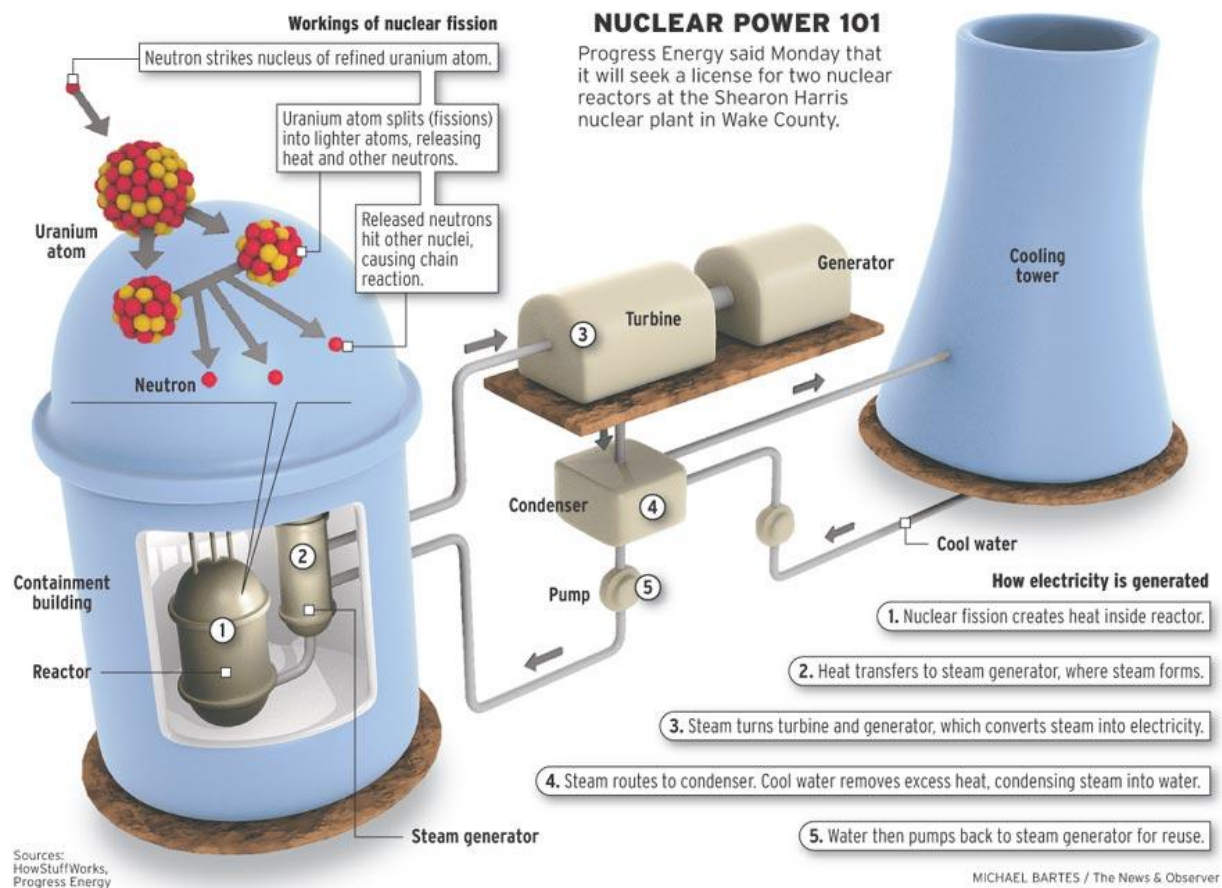 Workings of nuclear fission
Neutron strikes nucleus of refined uranium atom.
Uranium atom splits (fissions)
into lighter atoms, releasing
heat and other neutrons.
Released neutrons
hit other nuclei,
causing chain
reaction.
Uranium
atom
Neutron
NUCLEAR POWER 101
Progress Energy said Monday that
it will seek a license for two nuclear
reactors at the Shearon Harris
nuclear plant in Wake County.
Generator
Turbine
3
Cooling
tower
Condenser
4
Cool water
Pump
5
Containment
building
2
1
Reactor
Steam generator
How electricity is generated
1. Nuclear fission creates heat inside reactor.
2. Heat transfers to steam generator, where steam forms.
3. Steam turns turbine and generator, which converts steam into electricity.
4. Steam routes to condenser. Cool water removes excess heat, condensing steam into water.
5. Water then pumps back to steam generator for reuse.
Sources:
HowStuffWorks,
Progress Energy
MICHAEL BARTES / The News & Observer